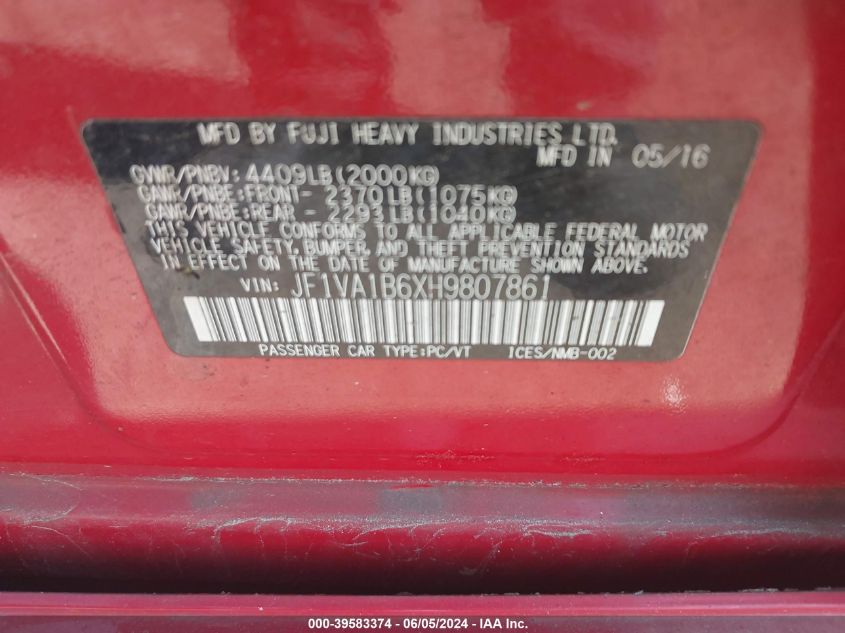 MFD BY FUJI HEAVY INDUSTRIES LTD.
MFD IN 05/16
GVWR/PNBV: 4409LB(2000KG)
GAWR/PNBE:FRONT- 2370LB(1075KG)
GAWR/PNBE:REAR - 2293LB(1040KG)
THIS VEHICLE CONFORMS TO ALL APPLICABLE FEDERAL MOTOR
VEHICLE SAFETY, BUMPER, AND THEFT PREVENTION STANDARDS
IN EFFECT ON THE DATE OF MANUFACTURE SHOWN ABOVE.
VIN: JF1VA1B6XH9807861
PASSENGER CAR TYPE:PC/VT ICES/NMB-002
000-39583374 - 06/05/2024 - IAA Inc.